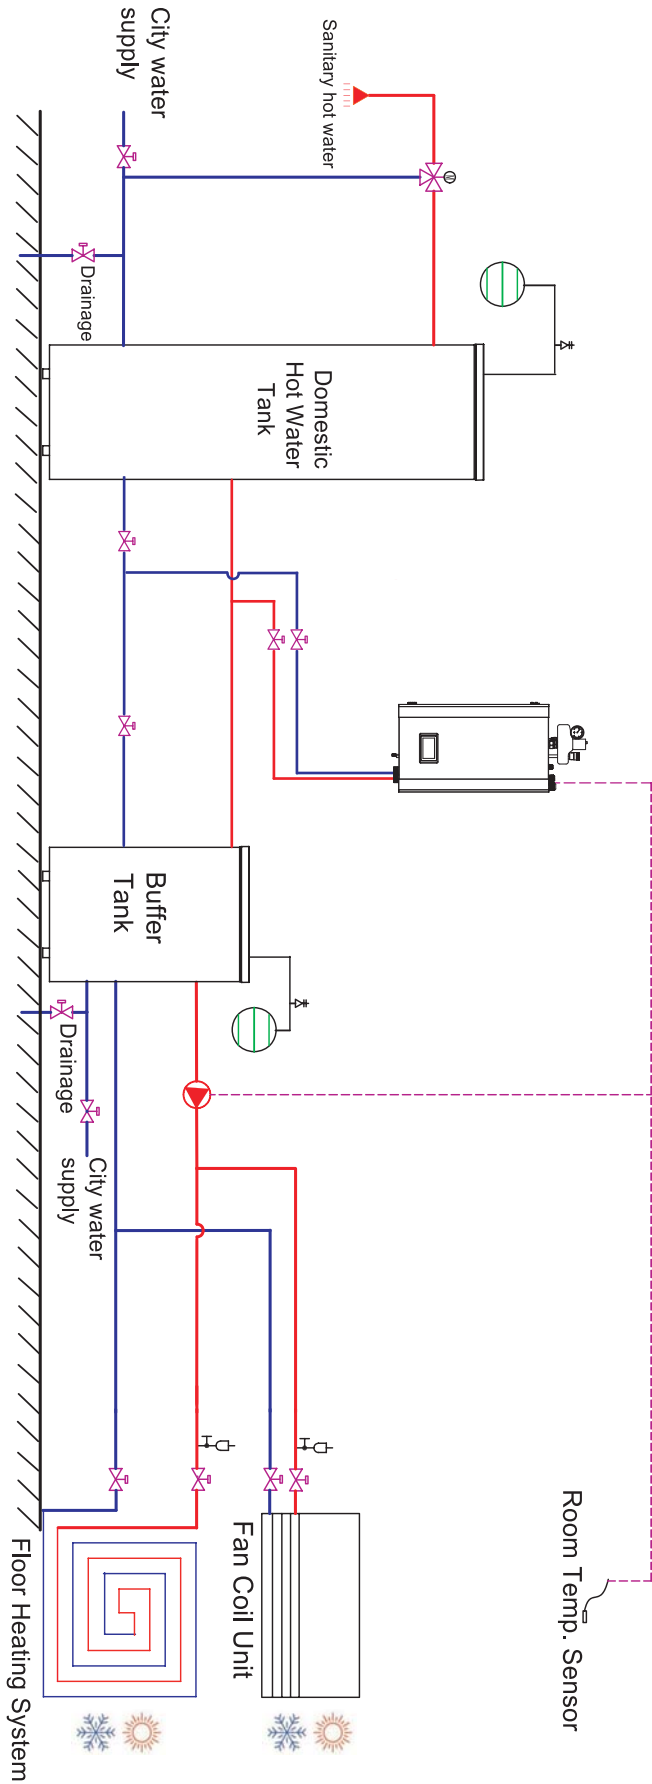 City water
supply
Sanitary hot water
M
Drainage
Domestic
Hot Water
Tank
Buffer
Tank
Drainage
City water
supply
Fan Coil Unit
Floor Heating System
Room Temp. Sensor